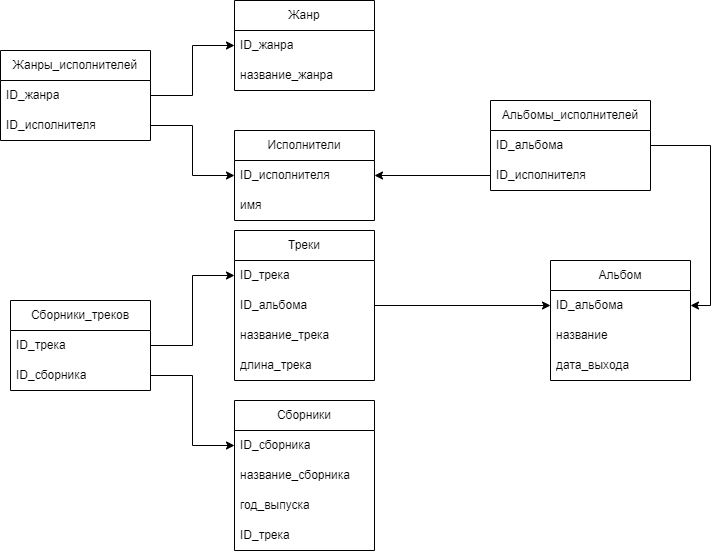 Жанр
ID_жанра
название_жанра
Жанры_исполнителей
ID_жанра
ID_исполнителя
Исполнители
ID_исполнителя
имя
Альбомы_исполнителей
ID_альбома
ID_исполнителя
Треки
ID_трека
ID_альбома
название_трека
длина_трека
Альбом
ID_альбома
название
дата_выхода
Сборники_треков
ID_трека
ID_сборника
Сборники
ID_сборника
название_сборника
год_выпуска
ID_трека